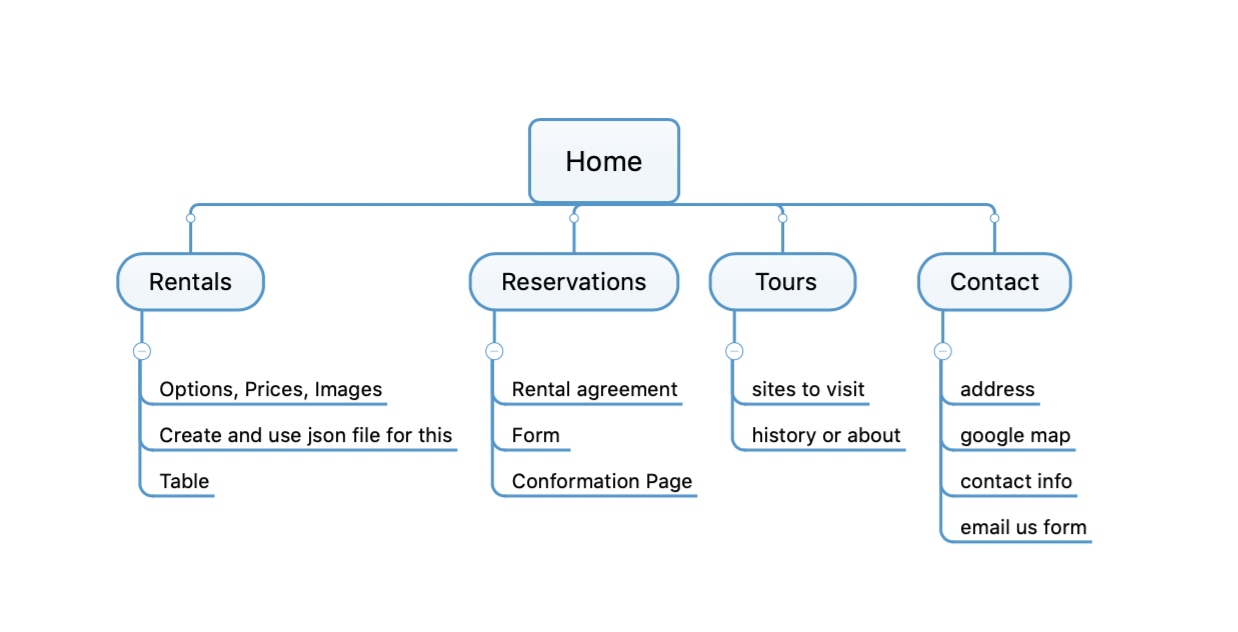 Home
Rentals
Options, Prices, Images
Create and use json file for this
Table
Reservations
Rental agreement
Form
Conformation Page
Tours
sites to visit
history or about
Contact
address
google map
contact info
email us form